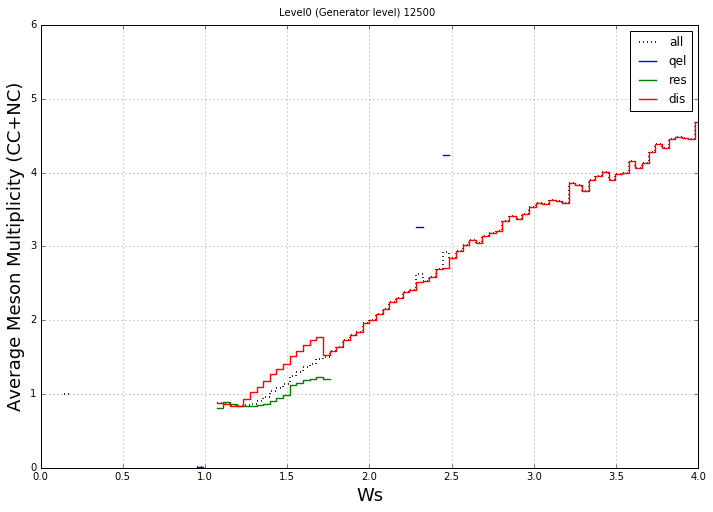 Level0 (Generator level) 12500
Average Meson Multiplicity (CC+NC)
6
5
4
3
2
1
0
all
qel
res
dis
0.0 0.5 1.0 1.5 2.0 2.5 3.0 3.5 4.0
Ws